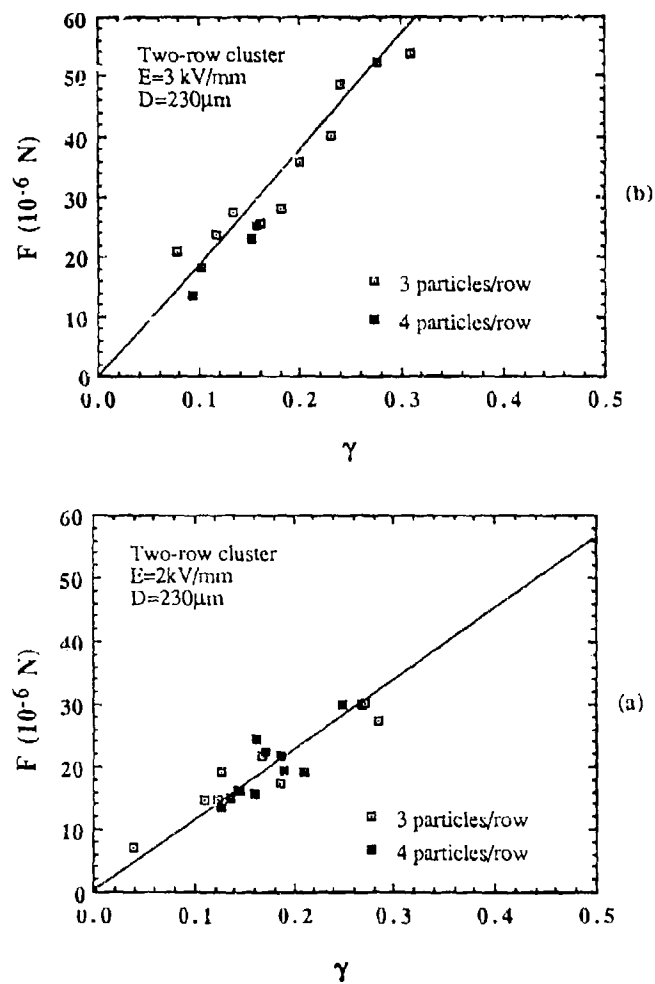 60
50
40
30
20
10
0
F (10⁻⁶ N)
Two-row cluster
E=3 kV/mm
D=230μm
3 particles/row
4 particles/row
0.0 0.1 0.2 0.3 0.4 0.5
γ
(b)
60
50
40
30
20
10
0
F (10⁻⁶ N)
Two-row cluster
E=2kV/mm
D=230μm
3 particles/row
4 particles/row
0.0 0.1 0.2 0.3 0.4 0.5
γ
(a)